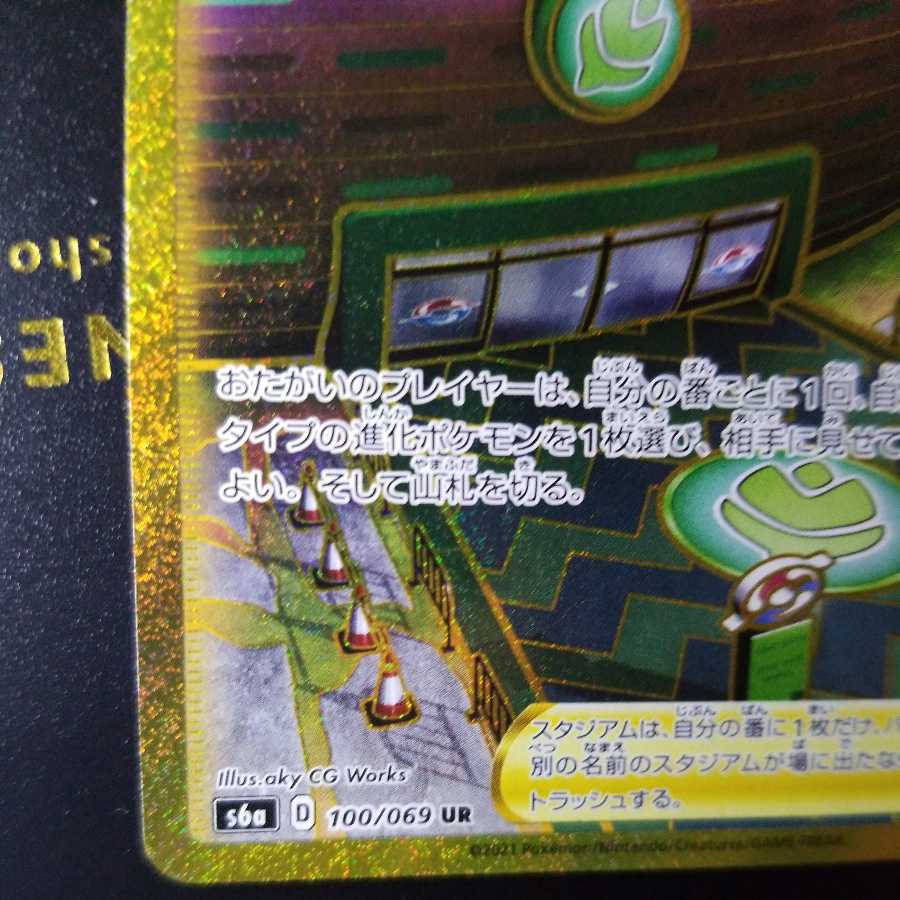 sho
NE
おたがいのプレイヤーは、自分の番ごとに1回、自
タイプの進化ポケモンを1枚選び、相手に見せて
よい。そして山札を切る。
スタジアムは、自分の番に1枚だけ、バ
別の名前のスタジアムが場に出たな
トラッシュする。
Illus.aky CG Works
s6a D 100/069 UR
©2021 Pokémon/Nintendo/Creatures/GAME FREAK.